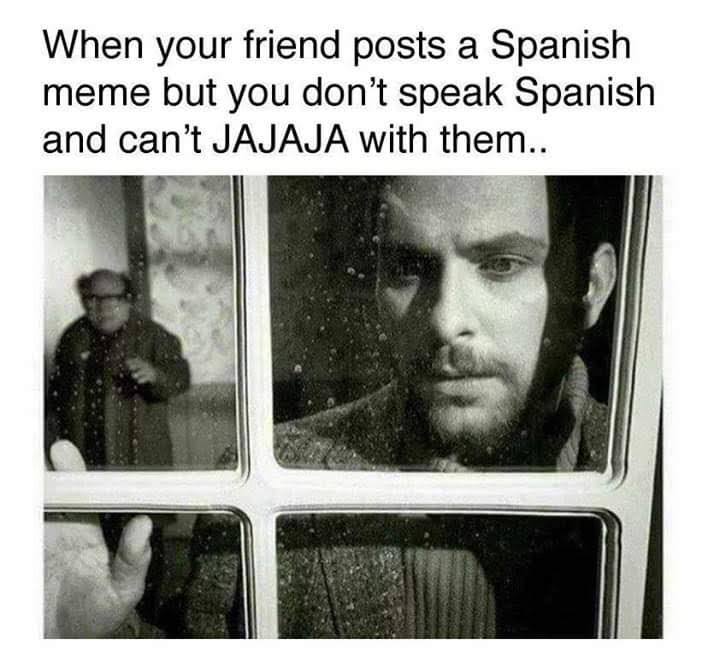 When your friend posts a Spanish
meme but you don’t speak Spanish
and can’t JAJAJA with them..